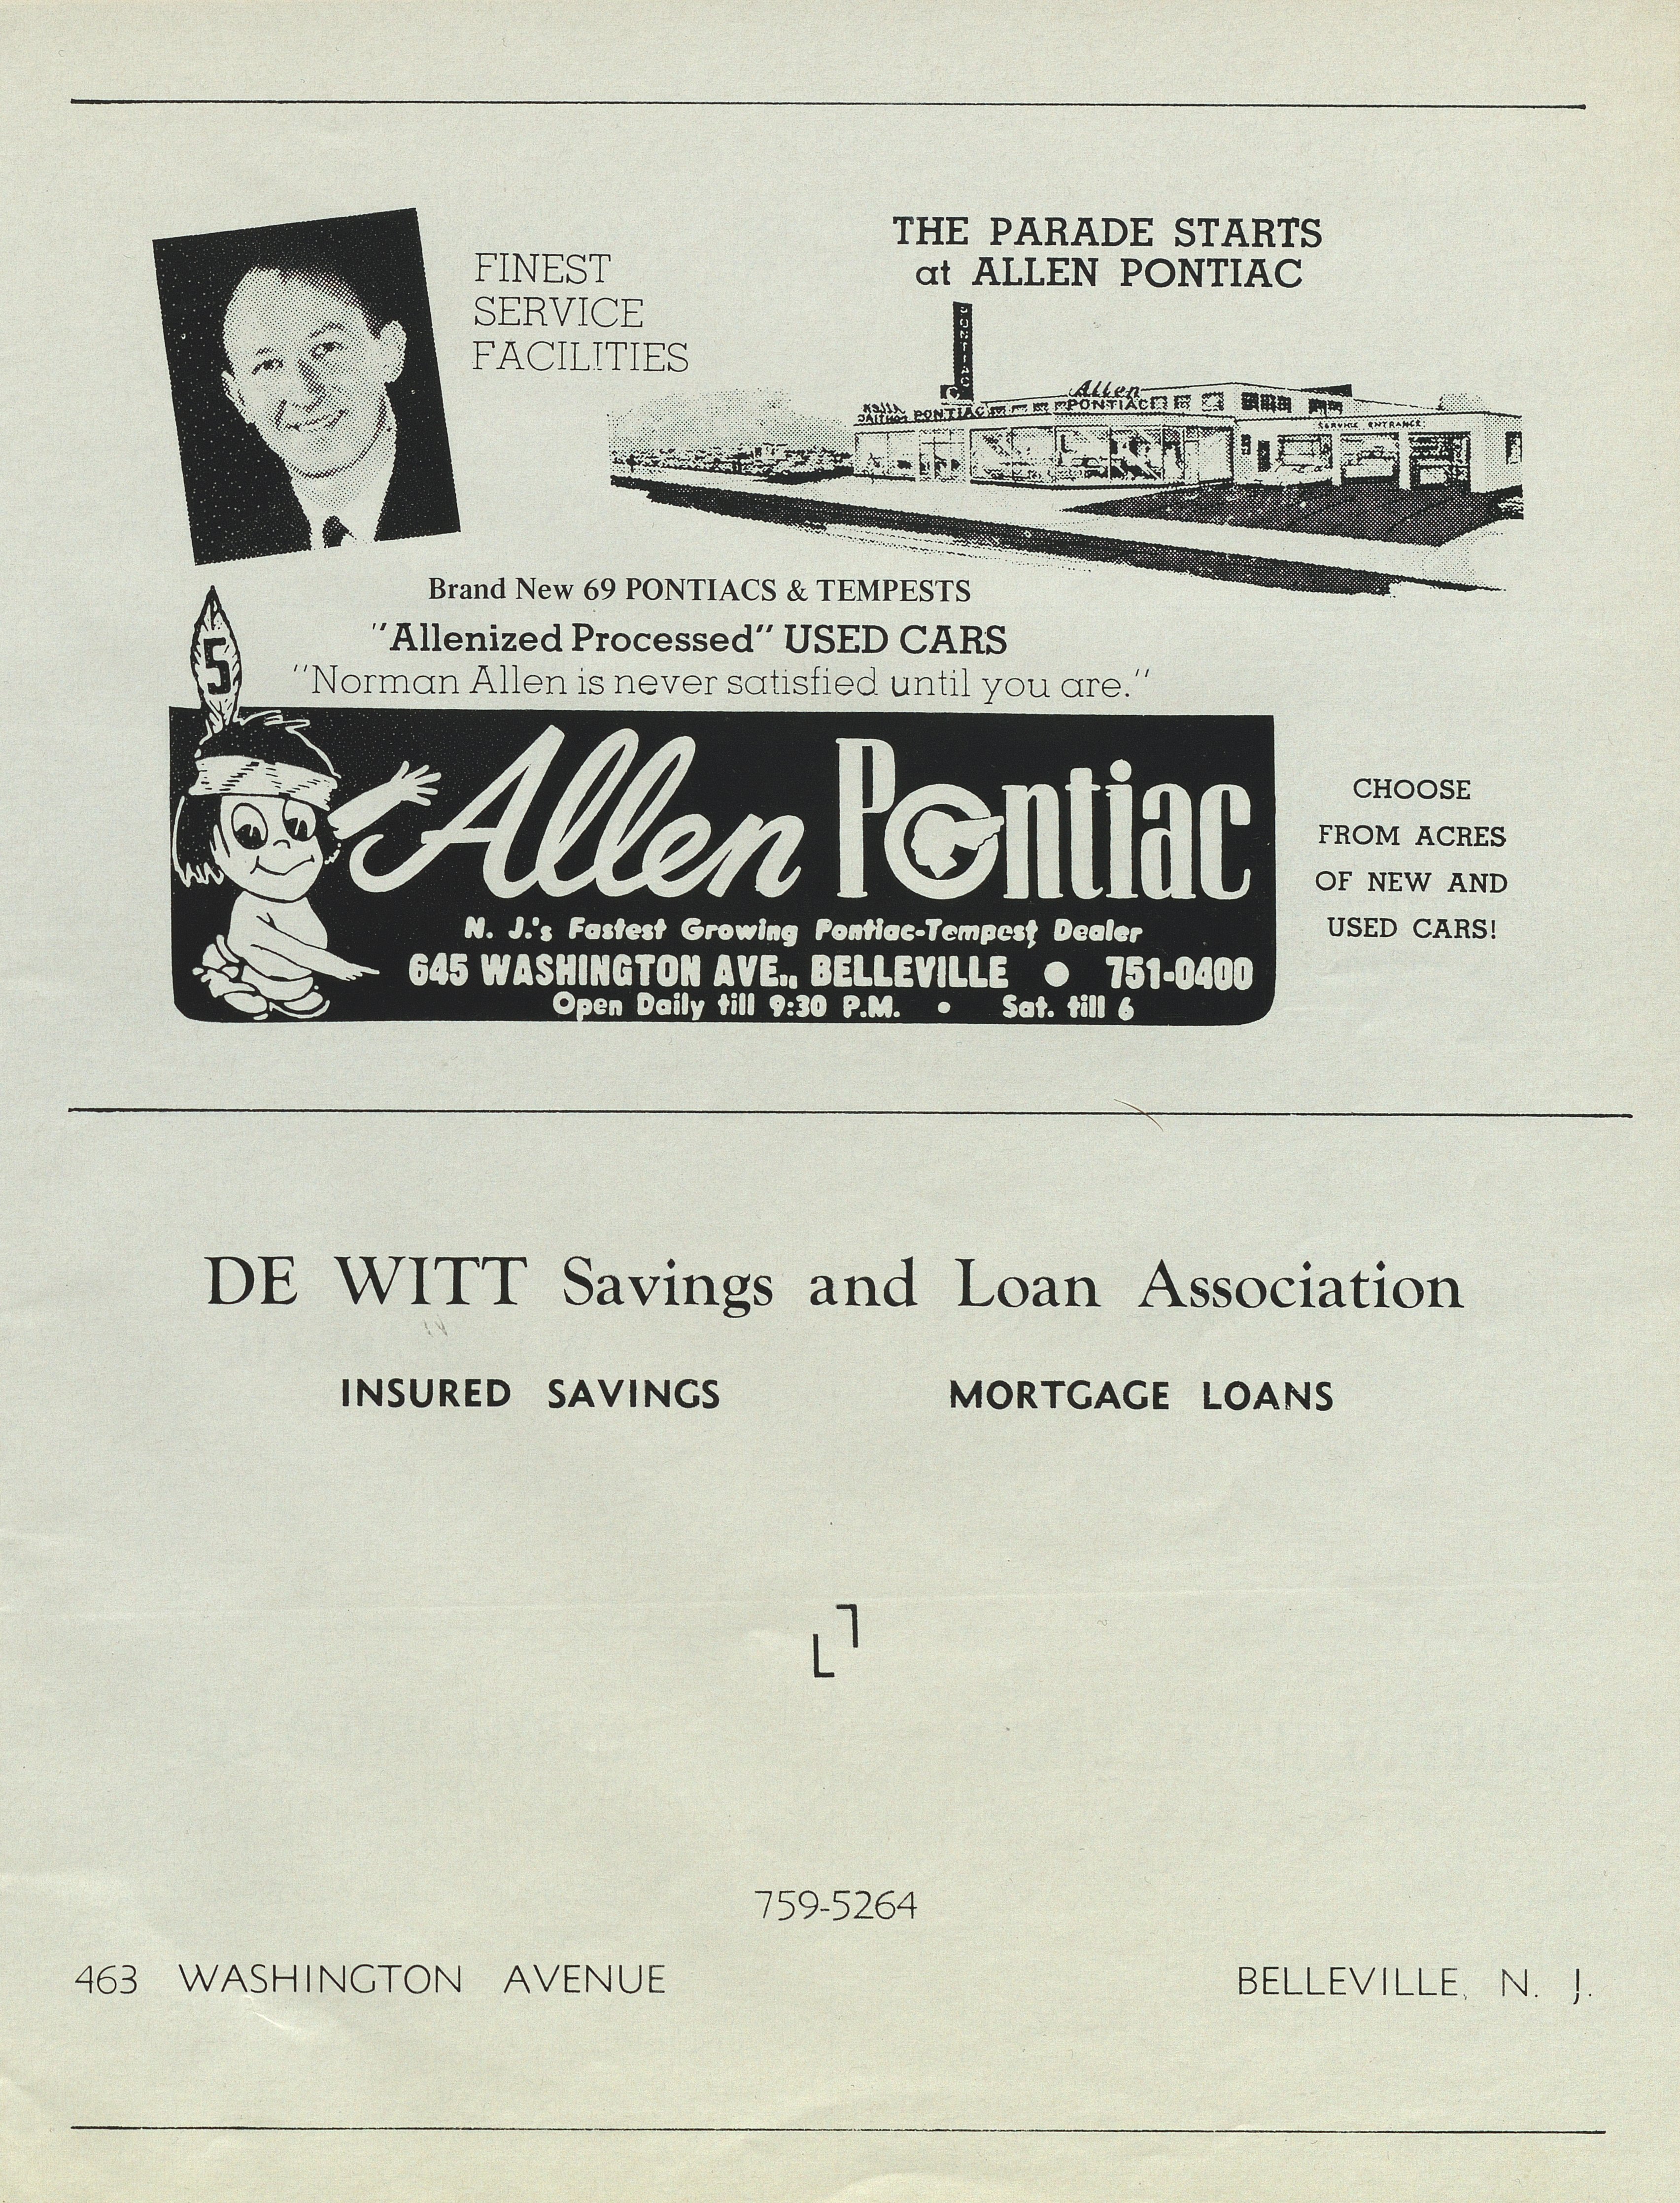 FINEST
SERVICE
FACILITIES
THE PARADE STARTS
at ALLEN PONTIAC
PONTIAC
Allen
PONTIAC
PONTIAC
SERVICE ENTRANCE
Brand New 69 PONTIACS & TEMPESTS
"Allenized Processed" USED CARS
"Norman Allen is never satisfied until you are."
5
Allen Pontiac
N. J.'s Fastest Growing Pontiac-Tempest Dealer
645 WASHINGTON AVE., BELLEVILLE • 751-0400
Open Daily till 9:30 P.M. • Sat. till 6
CHOOSE
FROM ACRES
OF NEW AND
USED CARS!
DE WITT Savings and Loan Association
INSURED SAVINGS MORTGAGE LOANS
759-5264
463 WASHINGTON AVENUE BELLEVILLE, N. J.